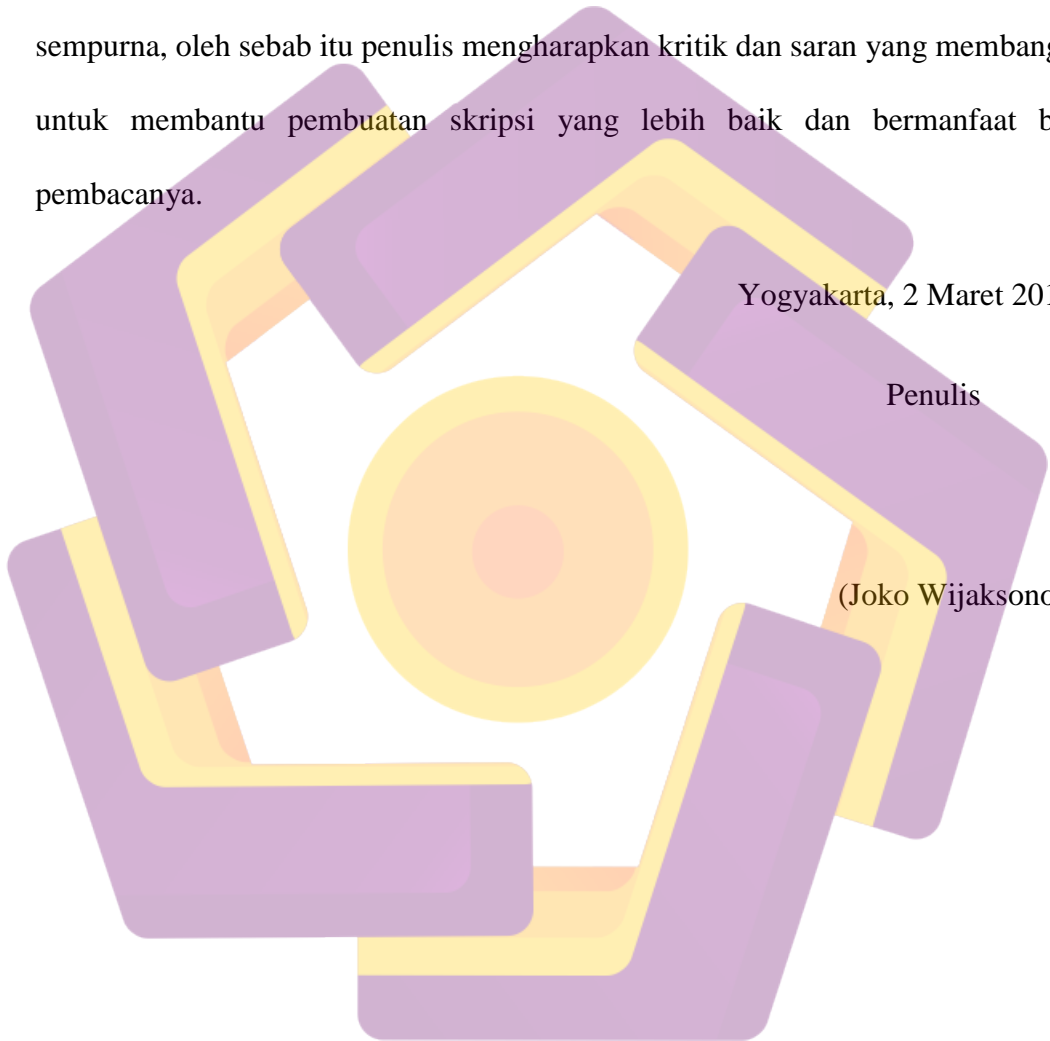 sempurna, oleh sebab itu penulis mengharapkan kritik dan saran yang membang
untuk membantu pembuatan skripsi yang lebih baik dan bermanfaat b
pembacanya.
Yogyakarta, 2 Maret 201
Penulis
(Joko Wijaksono